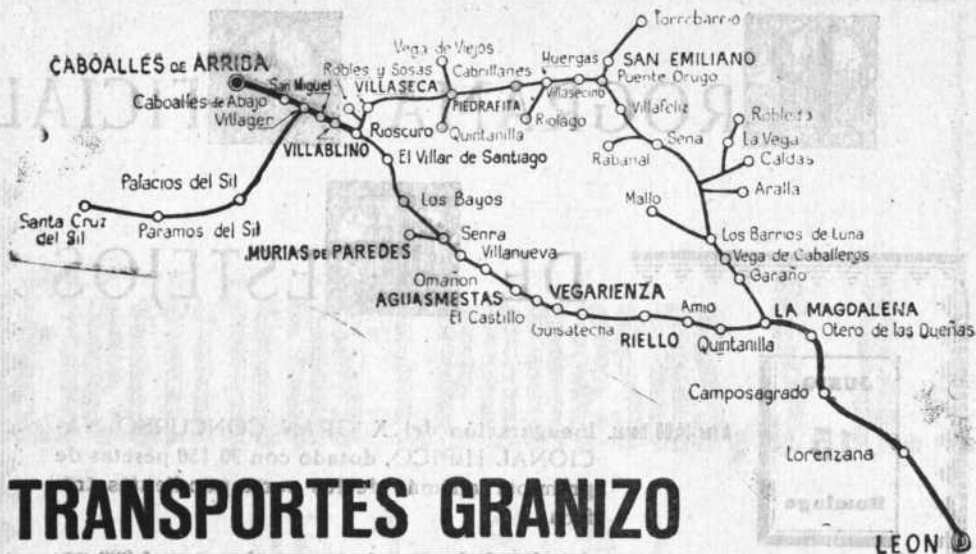 Torrebarrio
Vega de Viejos
Huergas
SAN EMILIANO
CABOALLÉS DE ARRIBA
Robles y Sosas
Cabrillanes
Puente Orugo
San Miguel
VILLASECA
Villasecino
Caboalles de Abajo
PIEDRAFITA
Villafeliz
Villager
Riolago
Robledo
Rioscuro
Quintanilla
Sena
La Vega
VILLABLINO
Rabanal
Caldas
El Villar de Santiago
Palacios del Sil
Aralla
Los Bayos
Mallo
Santa Cruz del Sil
Paramos del Sil
Senra
Los Barrios de Luna
MURIAS DE PAREDES
Villanueva
Vega de Caballeros
Omañon
Garaño
AGUASMESTAS
VEGARIENZA
Amio
LA MAGDALENA
El Castillo
Guisatecha
RIELLO
Quintanilla
Otero de las Dueñas
Camposagrado
Lorenzana
TRANSPORTES GRANIZO
LEON